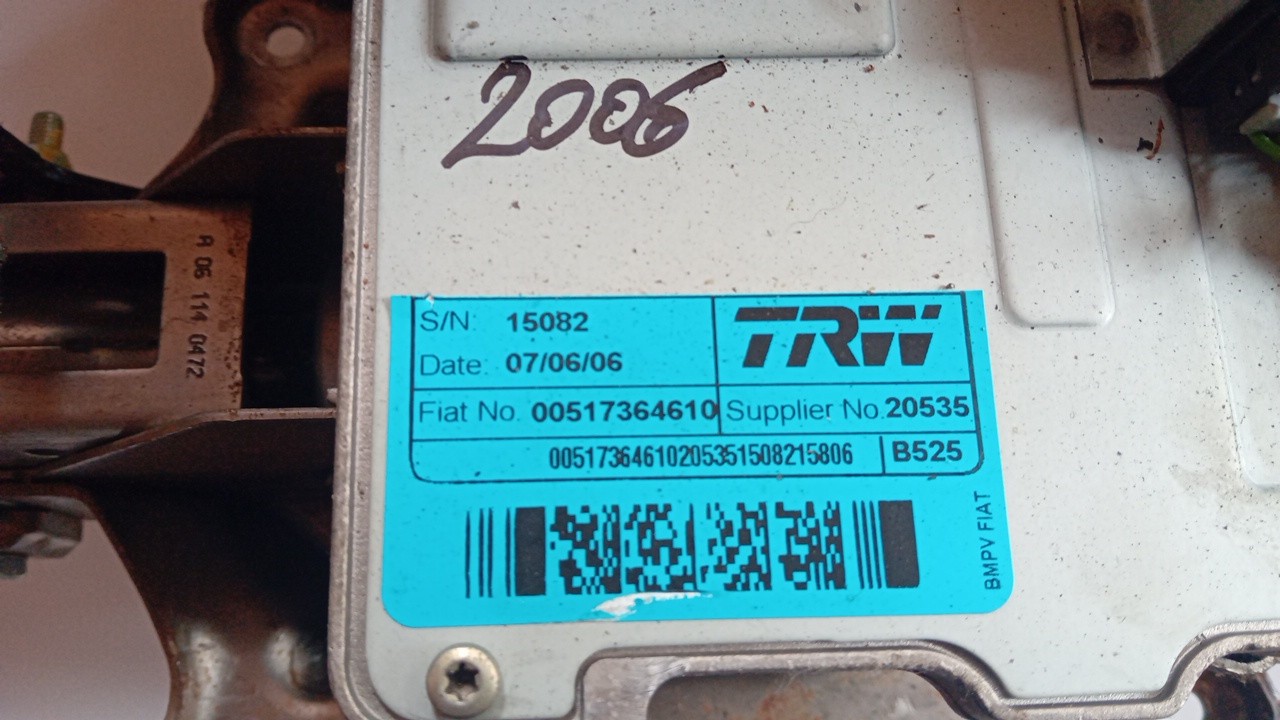 2006
A 06 114 0472
S/N: 15082
TRW
Date: 07/06/06
Fiat No. 00517364610 Supplier No. 20535
00517364610205351508215806 B525
BMPV FIAT